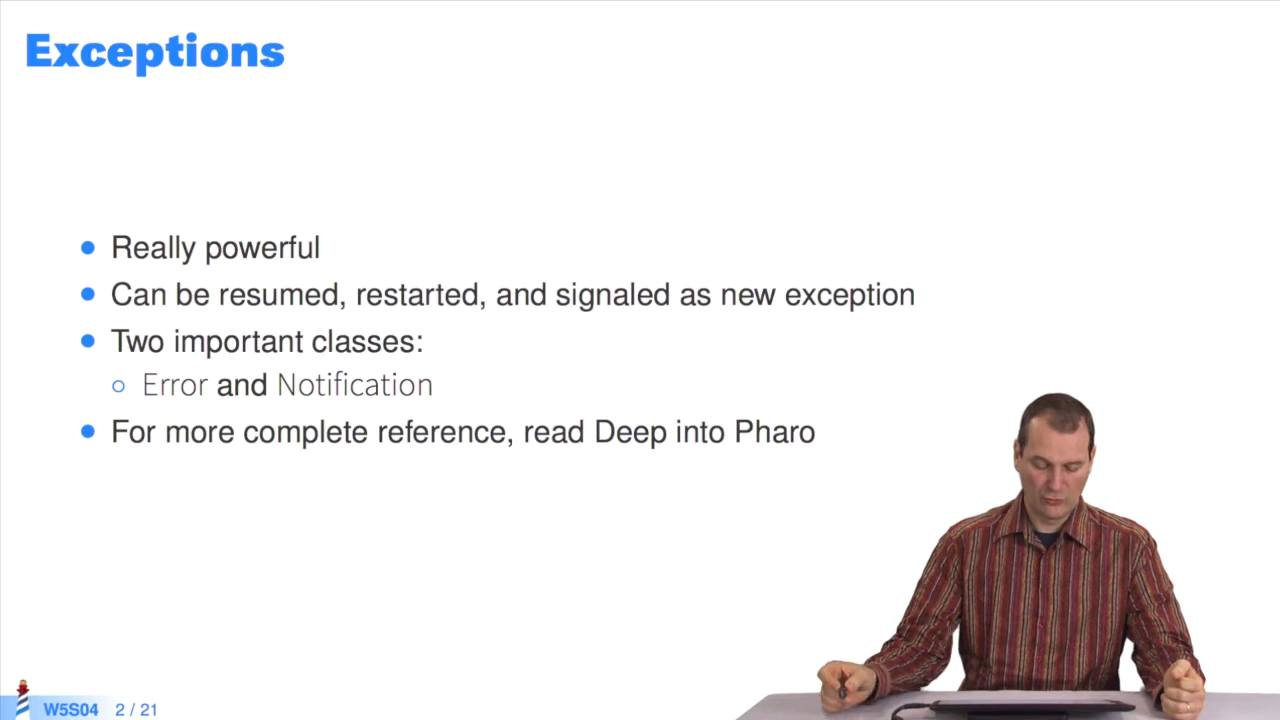 Exceptions
Really powerful
Can be resumed, restarted, and signaled as new exception
Two important classes:
Error and Notification
For more complete reference, read Deep into Pharo
W5S04 2 / 21